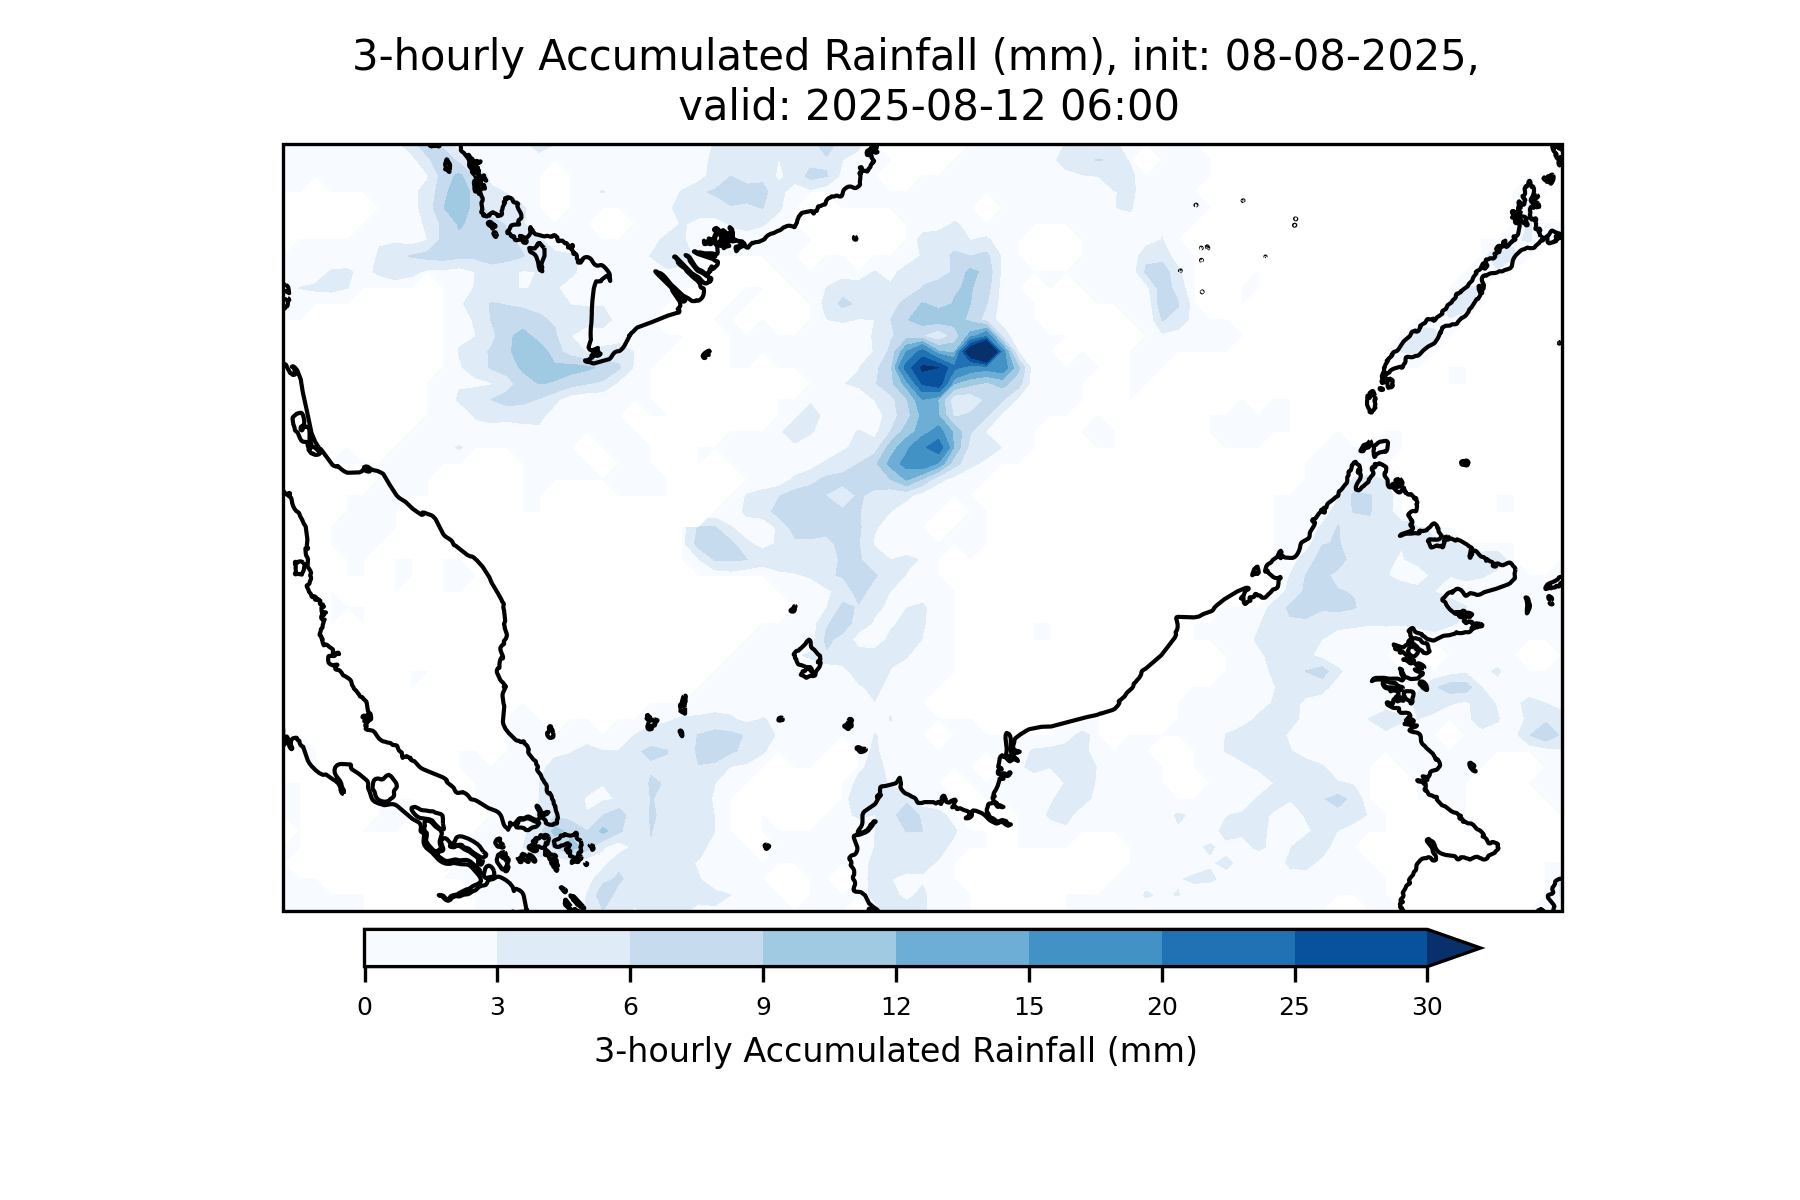 3-hourly Accumulated Rainfall (mm), init: 08-08-2025,
valid: 2025-08-12 06:00
0 3 6 9 12 15 20 25 30
3-hourly Accumulated Rainfall (mm)